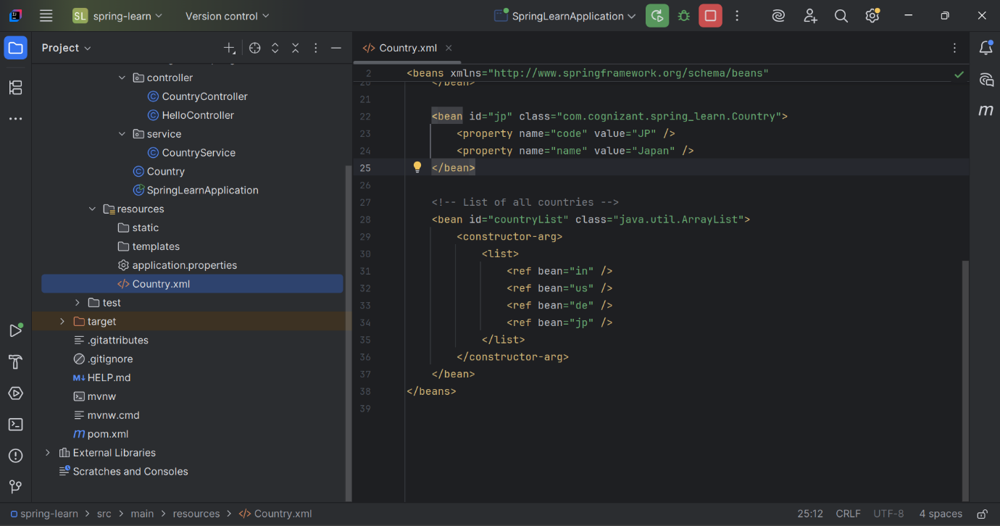 SL spring-learn Version control SpringLearnApplication
Project
controller
CountryController
HelloController
service
CountryService
Country
SpringLearnApplication
resources
static
templates
application.properties
Country.xml
test
target
.gitattributes
.gitignore
M↓ HELP.md
mvnw
mvnw.cmd
m pom.xml
External Libraries
Scratches and Consoles
Country.xml
2 <beans xmlns="http://www.springframework.org/schema/beans"
20 </bean>
21
22 <bean id="jp" class="com.cognizant.spring_learn.Country">
23 <property name="code" value="JP" />
24 <property name="name" value="Japan" />
25 </bean>
26
27 <!-- List of all countries -->
28 <bean id="countryList" class="java.util.ArrayList">
29 <constructor-arg>
30 <list>
31 <ref bean="in" />
32 <ref bean="us" />
33 <ref bean="de" />
34 <ref bean="jp" />
35 </list>
36 </constructor-arg>
37 </bean>
38 </beans>
39
m
spring-learn > src > main > resources > Country.xml 25:12 CRLF UTF-8 4 spaces